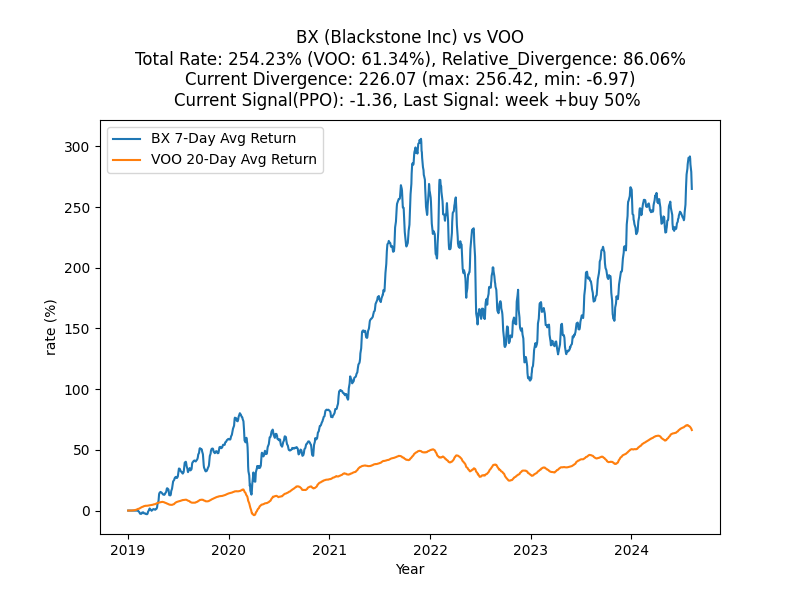 BX (Blackstone Inc) vs VOO
Total Rate: 254.23% (VOO: 61.34%), Relative_Divergence: 86.06%
Current Divergence: 226.07 (max: 256.42, min: -6.97)
Current Signal(PPO): -1.36, Last Signal: week +buy 50%
BX 7-Day Avg Return
VOO 20-Day Avg Return
rate (%)
300
250
200
150
100
50
0
2019 2020 2021 2022 2023 2024
Year